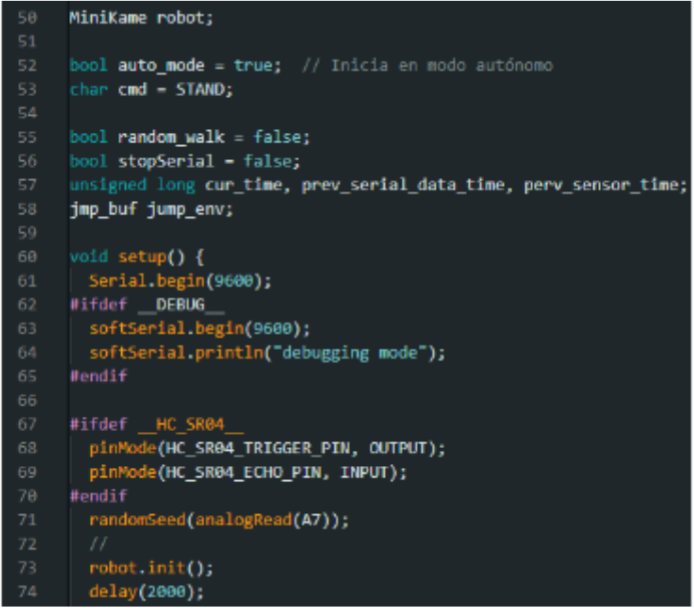 50 MiniKame robot;
51
52 bool auto_mode = true; // Inicia en modo autónomo
53 char cmd = STAND;
54
55 bool random_walk = false;
56 bool stopSerial = false;
57 unsigned long cur_time, prev_serial_data_time, perv_sensor_time;
58 jmp_buf jump_env;
59
60 void setup() {
61 Serial.begin(9600);
62 #ifdef __DEBUG__
63 softSerial.begin(9600);
64 softSerial.println("debugging mode");
65 #endif
66
67 #ifdef __HC_SR04__
68 pinMode(HC_SR04_TRIGGER_PIN, OUTPUT);
69 pinMode(HC_SR04_ECHO_PIN, INPUT);
70 #endif
71 randomSeed(analogRead(A7));
72 //
73 robot.init();
74 delay(2000);